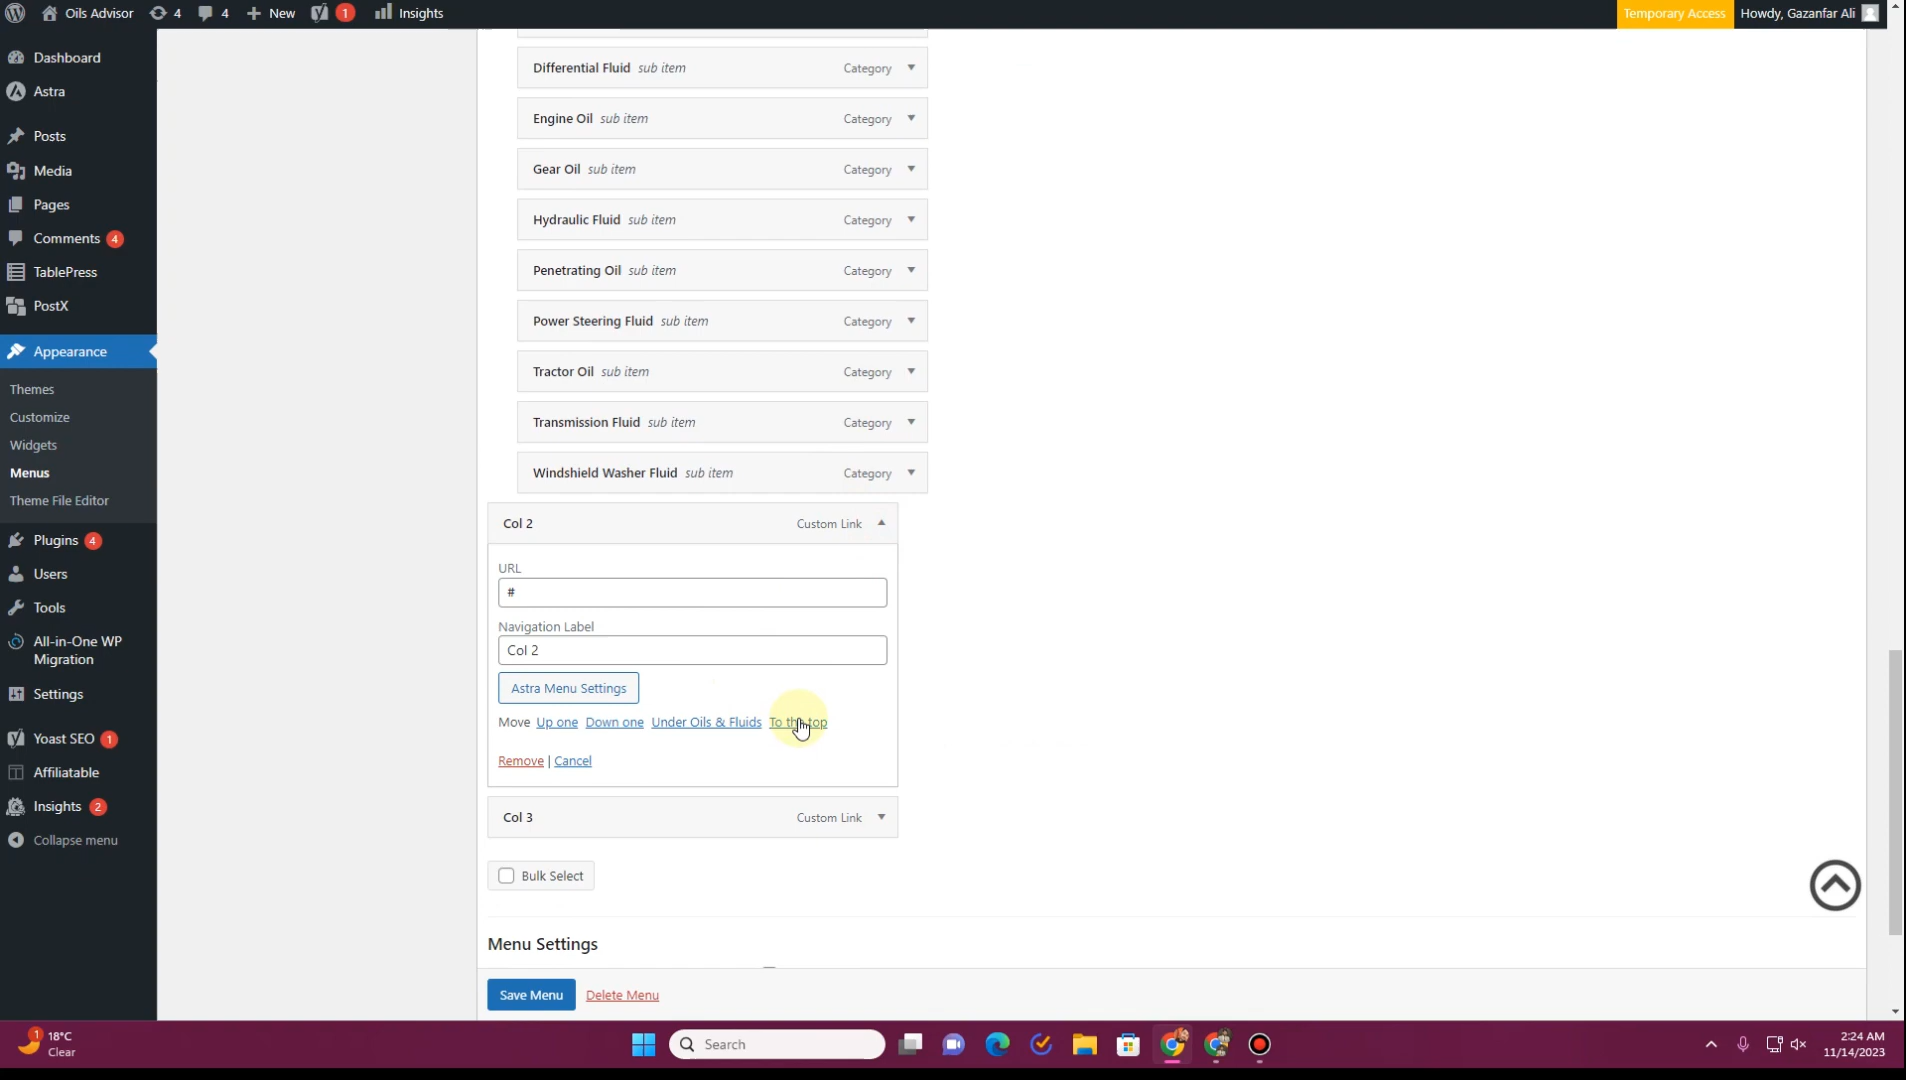 Oils Advisor 4 4 New 1 Insights Temporary Access Howdy, Gazanfar Ali
Dashboard
Astra
Posts
Media
Pages
Comments 4
TablePress
PostX
Appearance
Themes
Customize
Widgets
Menus
Theme File Editor
Plugins 4
Users
Tools
All-in-One WP
Migration
Settings
Yoast SEO 1
Affiliatable
Insights 2
Collapse menu
Differential Fluid sub item Category
Engine Oil sub item Category
Gear Oil sub item Category
Hydraulic Fluid sub item Category
Penetrating Oil sub item Category
Power Steering Fluid sub item Category
Tractor Oil sub item Category
Transmission Fluid sub item Category
Windshield Washer Fluid sub item Category
Col 2 Custom Link
URL
#
Navigation Label
Col 2
Astra Menu Settings
Move Up one Down one Under Oils & Fluids To the top
Remove | Cancel
Col 3 Custom Link
Bulk Select
Menu Settings
Save Menu Delete Menu
1 18°C
Clear
Search
2:24 AM
11/14/2023